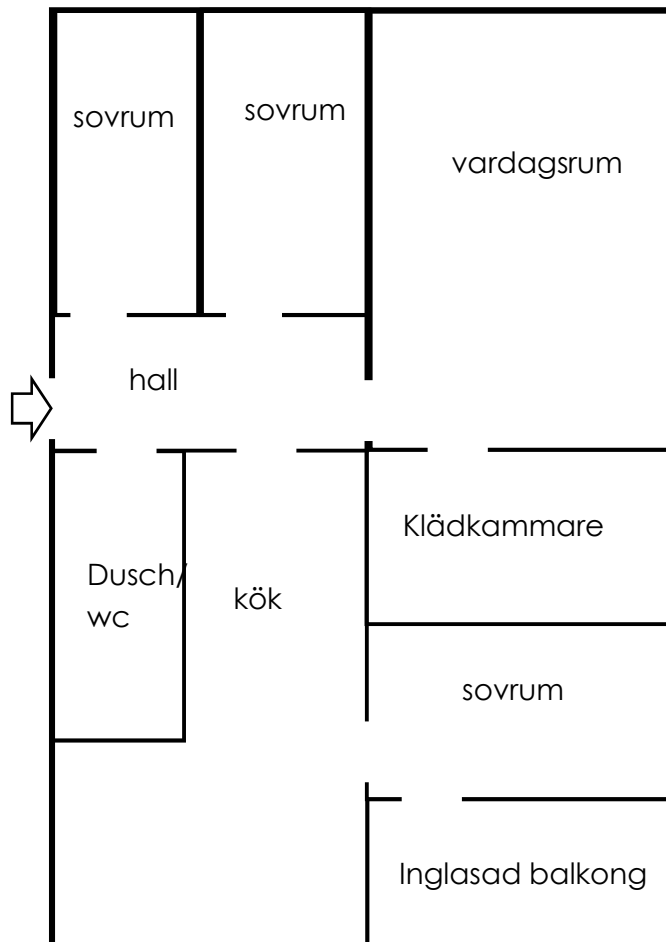 sovrum
sovrum
vardagsrum
hall
Klädkammare
Dusch/
wc
kök
sovrum
Inglasad balkong